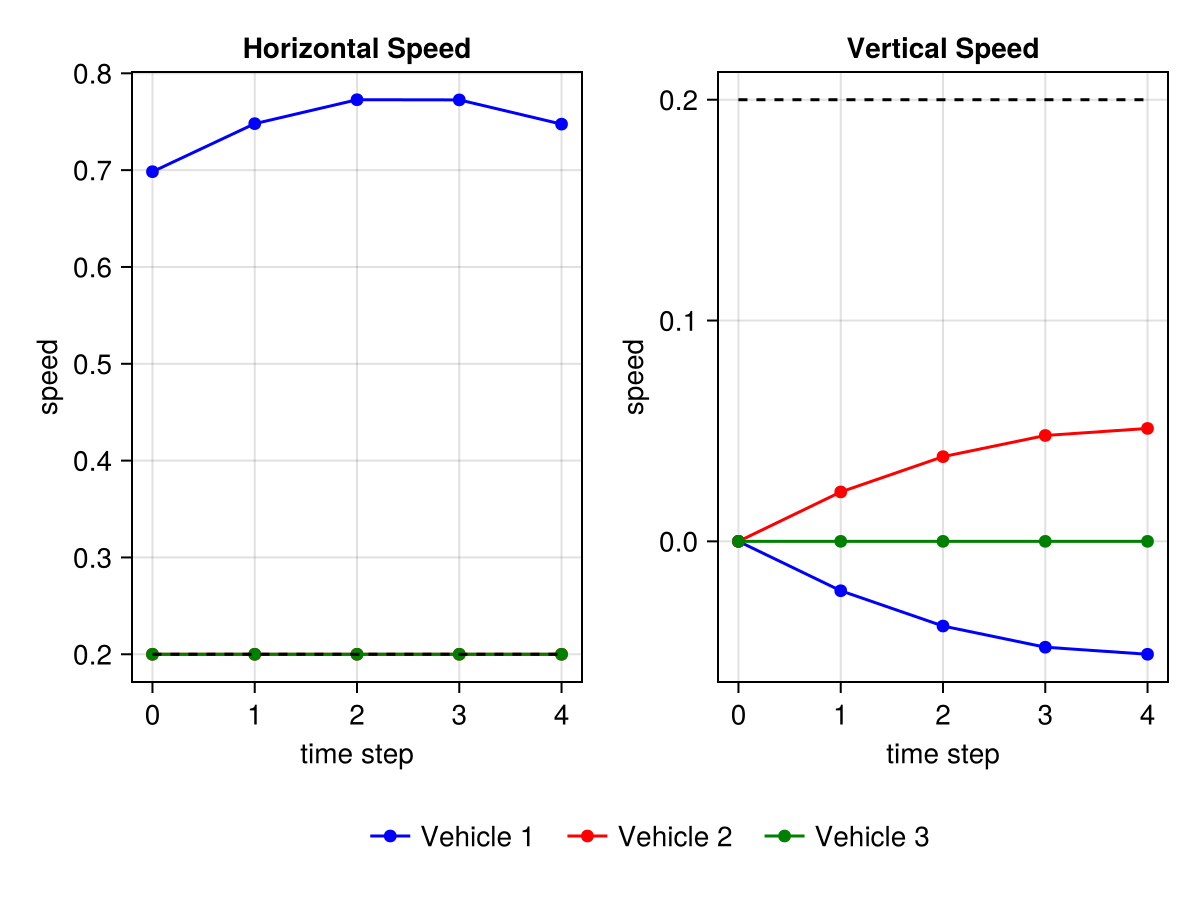 Horizontal Speed
0.8
0.7
0.6
0.5
0.4
0.3
0.2
speed
0 1 2 3 4
time step
Vertical Speed
0.2
0.1
0.0
speed
0 1 2 3 4
time step
Vehicle 1 Vehicle 2 Vehicle 3